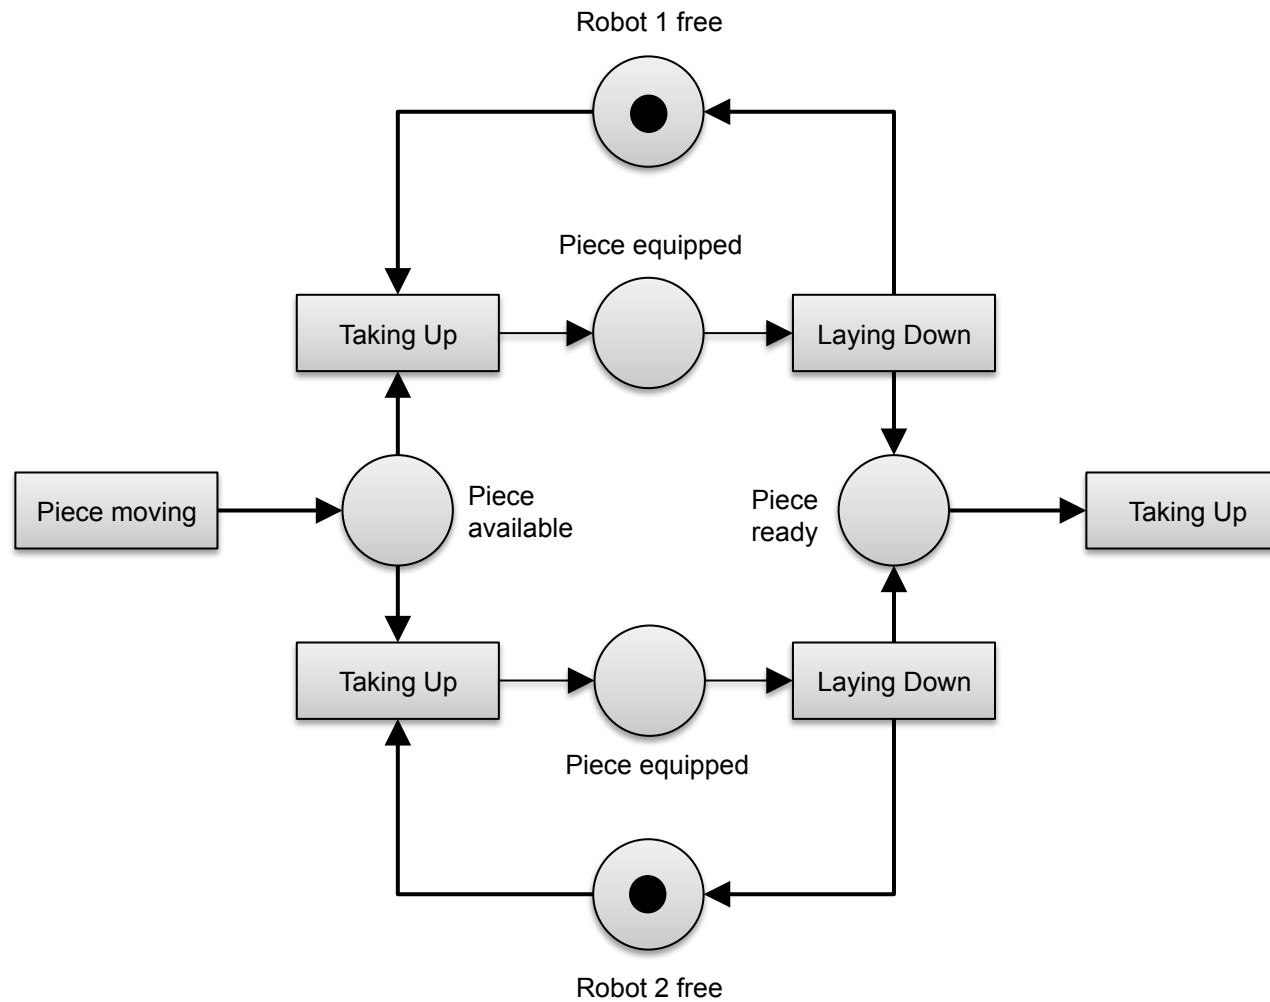 Robot 1 free
Piece equipped
Taking Up
Laying Down
Piece moving
Piece
available
Piece
ready
Taking Up
Taking Up
Laying Down
Piece equipped
Robot 2 free